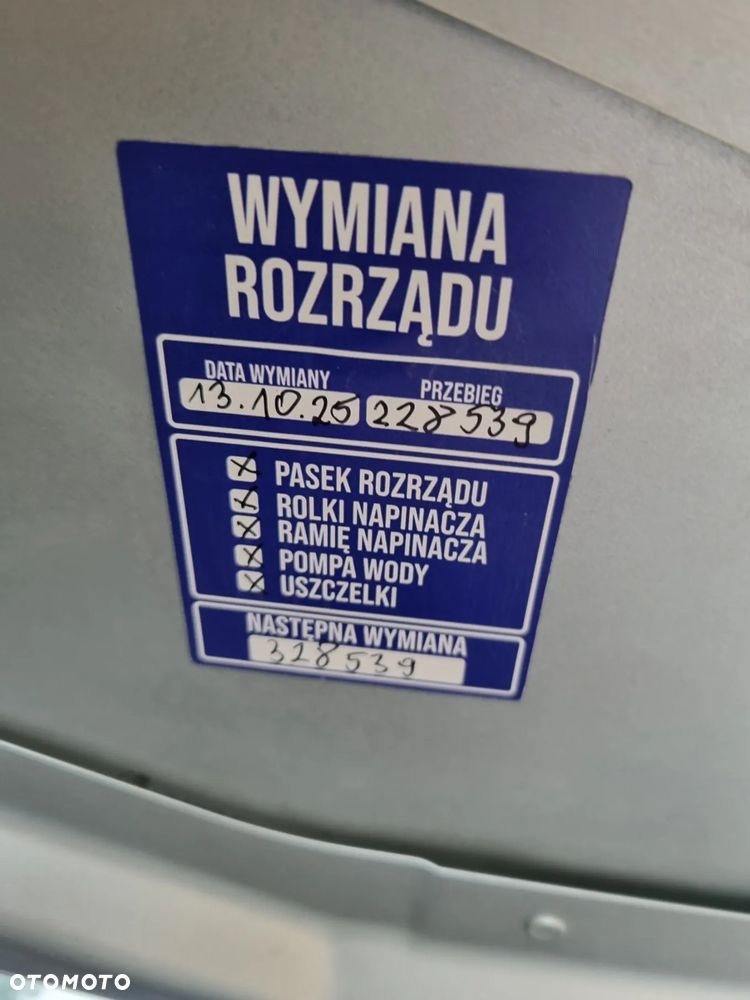 WYMIANA
ROZRZĄDU
DATA WYMIANY PRZEBIEG
13.10.25 228539
PASEK ROZRZĄDU
ROLKI NAPINACZA
RAMIĘ NAPINACZA
POMPA WODY
USZCZELKI
NASTĘPNA WYMIANA
328539
OTOMOTO